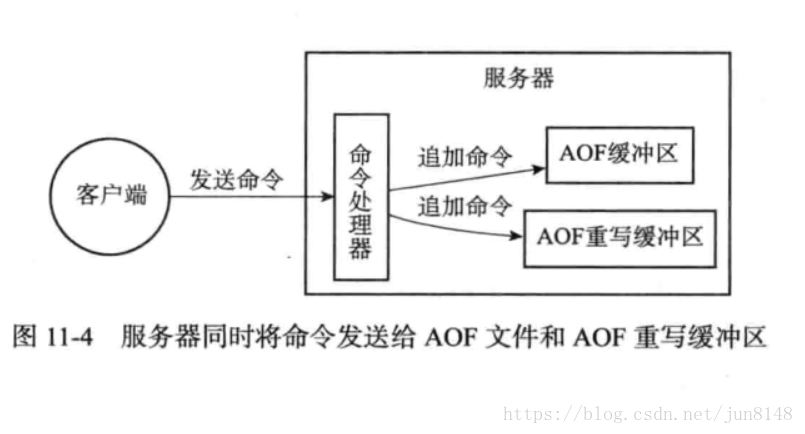 服务器
客户端
发送命令
命令处理器
追加命令
AOF缓冲区
追加命令
AOF重写缓冲区
图 11-4 服务器同时将命令发送给 AOF 文件和 AOF 重写缓冲区
https://blog.csdn.net/jun8148